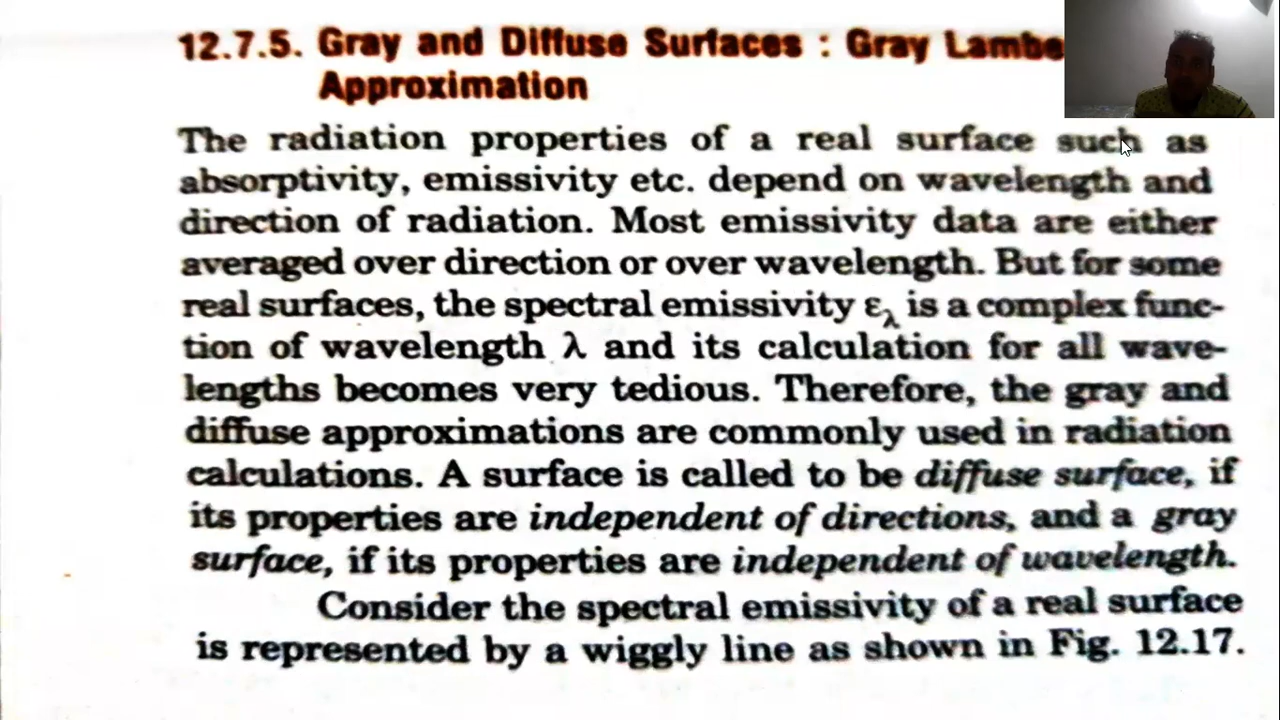 12.7.5. Gray and Diffuse Surfaces : Gray Lambe
Approximation
The radiation properties of a real surface such as
absorptivity, emissivity etc. depend on wavelength and
direction of radiation. Most emissivity data are either
averaged over direction or over wavelength. But for some
real surfaces, the spectral emissivity ελ is a complex func-
tion of wavelength λ and its calculation for all wave-
lengths becomes very tedious. Therefore, the gray and
diffuse approximations are commonly used in radiation
calculations. A surface is called to be diffuse surface, if
its properties are independent of directions, and a gray
surface, if its properties are independent of wavelength.
Consider the spectral emissivity of a real surface
is represented by a wiggly line as shown in Fig. 12.17.